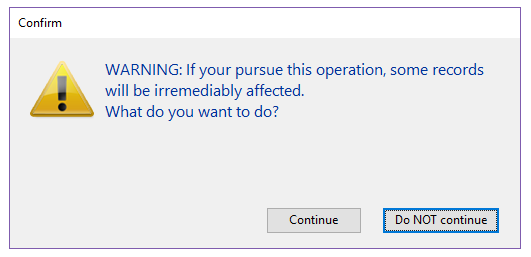 Confirm
WARNING: If your pursue this operation, some records
will be irremediably affected.
What do you want to do?
Continue
Do NOT continue